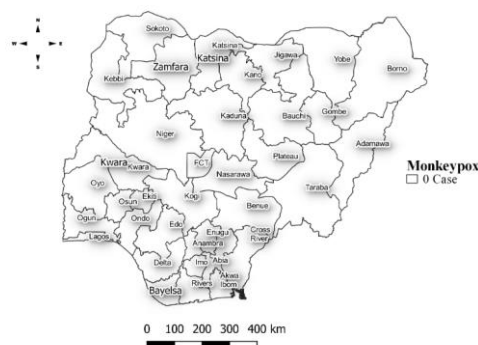 N
W E
S
Sokoto
Katsina
Katsina
Jigawa
Yobe
Borno
Zamfara
Kano
Kebbi
Kaduna
Bauchi
Gombe
Niger
Adamawa
Plateau
Kwara
Kwara
FCT
Nasarawa
Taraba
Oyo
Ekiti
Kogi
Osun
Benue
Ogun
Ondo
Edo
Enugu
Cross
River
Lagos
Anambra
Delta
Imo
Abia
Akwa
Ibom
Rivers
Bayelsa
Monkeypox
0 Case
0 100 200 300 400 km